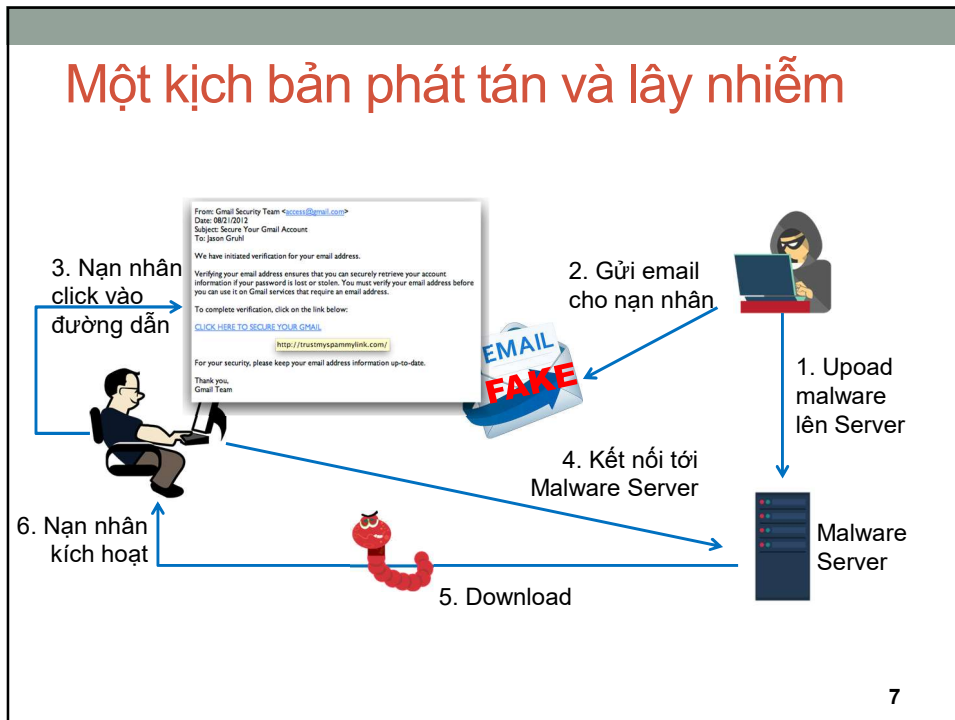 Một kịch bản phát tán và lây nhiễm
From: Gmail Security Team <access@gmail.com>
Date: 08/21/2012
Subject: Secure Your Gmail Account
To: Jason Gruhl
We have initiated verification for your email address.
Verifying your email address ensures that you can securely retrieve your account
information if your password is lost or stolen. You must verify your email address before
you can use it on Gmail services that require an email address.
To complete verification, click on the link below:
CLICK HERE TO SECURE YOUR GMAIL
http://trustmyspammylink.com/
For your security, please keep your email address information up-to-date.
Thank you,
Gmail Team
3. Nạn nhân
click vào
đường dẫn
2. Gửi email
cho nạn nhân
EMAIL
FAKE
1. Upoad
malware
lên Server
4. Kết nối tới
Malware Server
Malware
Server
6. Nạn nhân
kích hoạt
5. Download
7